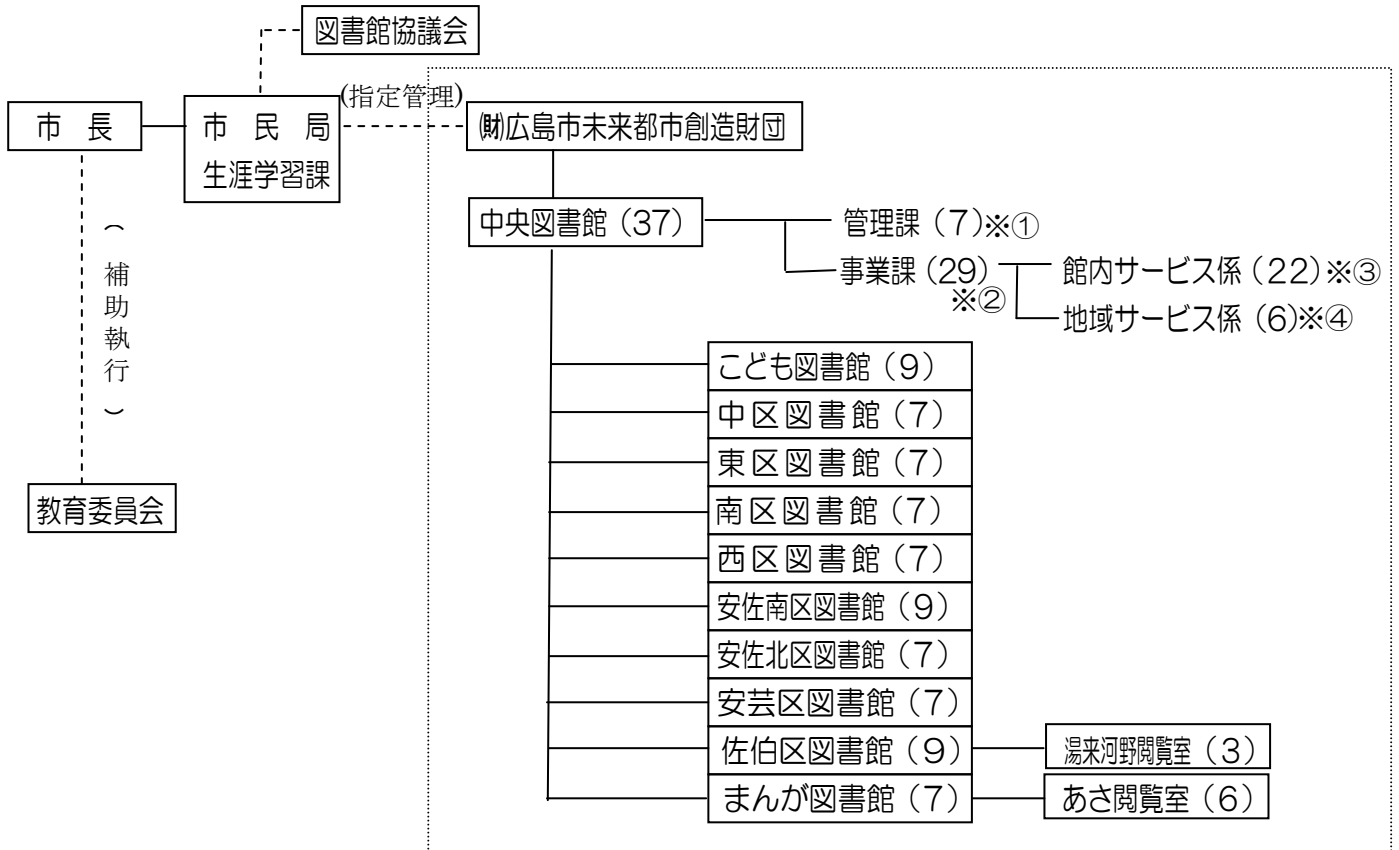 図書館協議会
(指定管理)
市 長
市 民 局
生涯学習課
㈶広島市未来都市創造財団
中央図書館（37）
管理課（7）※①
事業課（29）
※②
館内サービス係（22）※③
地域サービス係（6）※④
（補助執行）
教育委員会
こども図書館（9）
中区図書館（7）
東区図書館（7）
南区図書館（7）
西区図書館（7）
安佐南区図書館（9）
安佐北区図書館（7）
安芸区図書館（7）
佐伯区図書館（9）
湯来河野閲覧室（3）
まんが図書館（7）
あさ閲覧室（6）